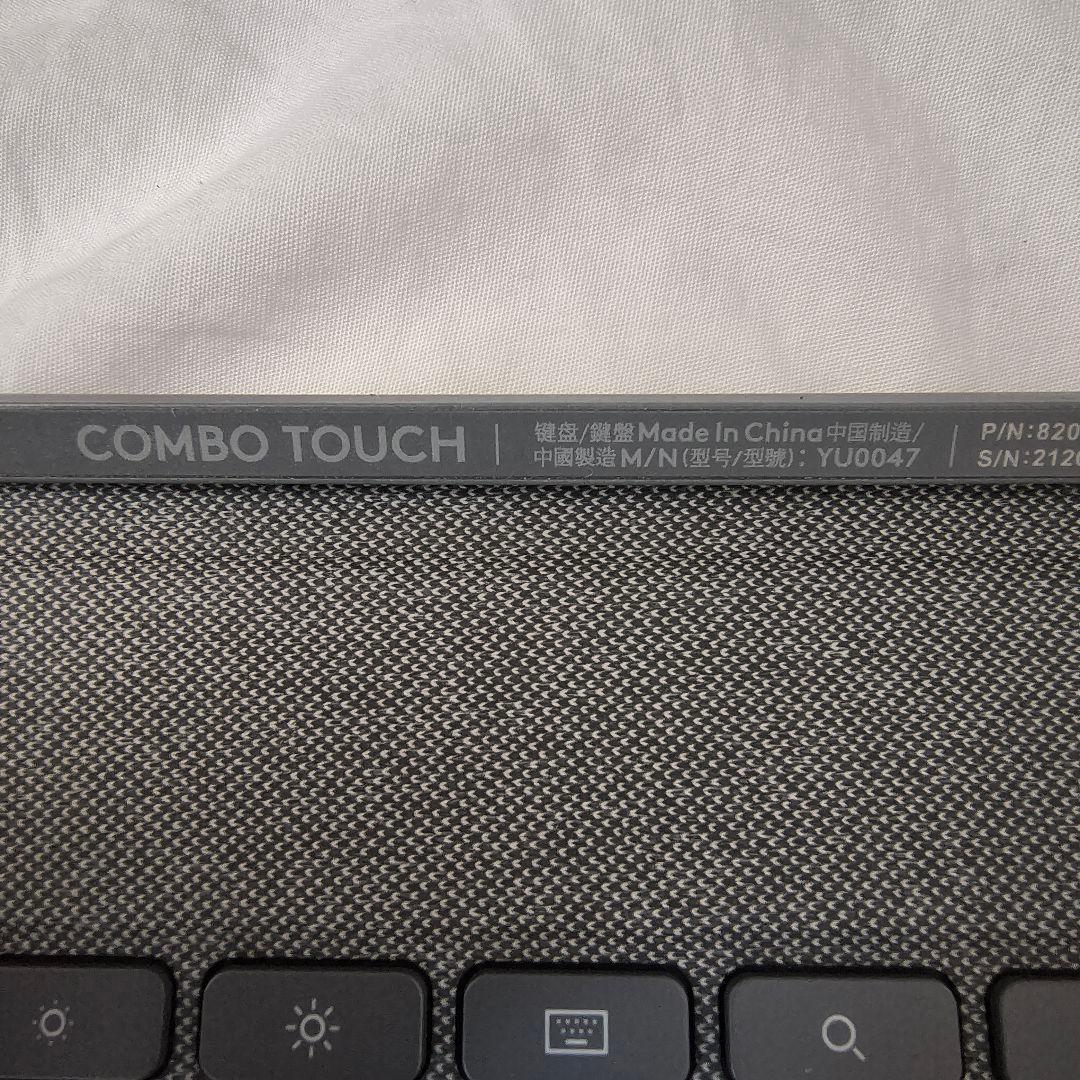 COMBO TOUCH
键盘/鍵盤 Made In China 中国制造/
中國製造 M/N(型号/型號): YU0047
P/N:820
S/N:2120